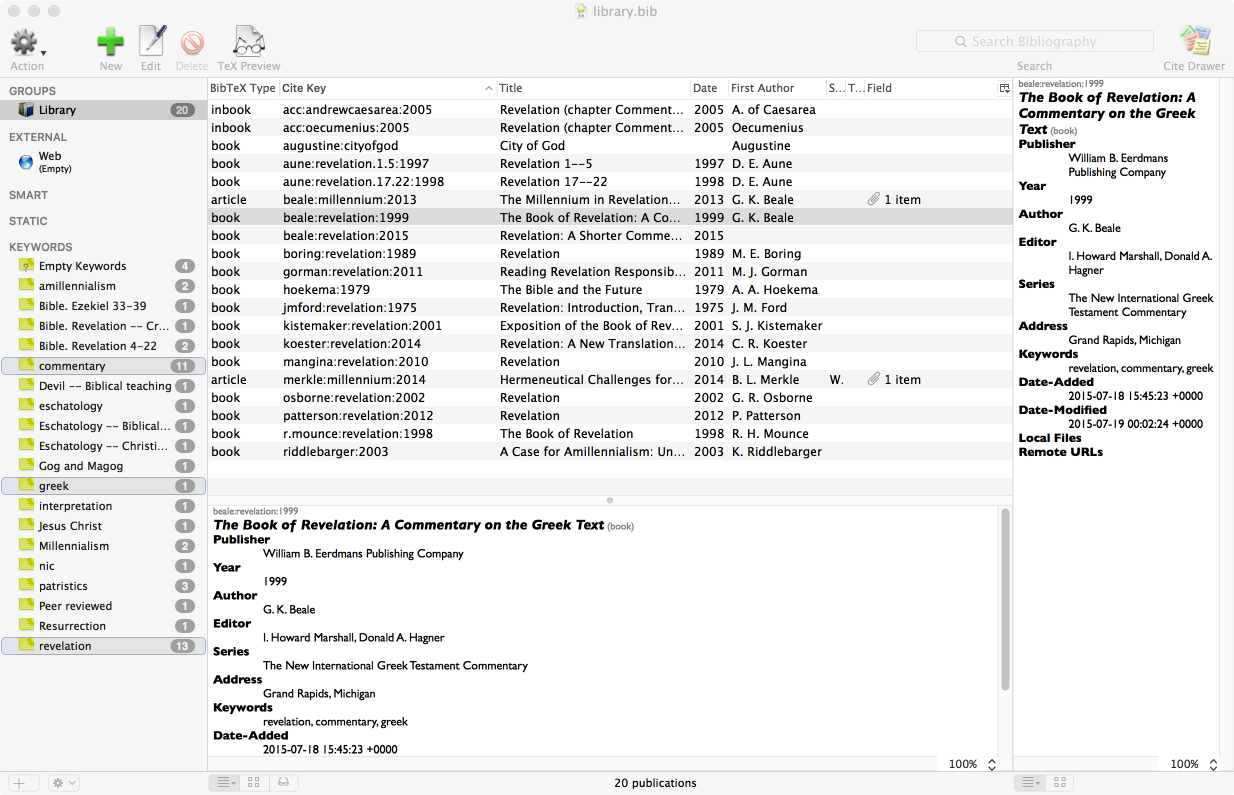 library.bib
Action New Edit Delete TeX Preview Search Bibliography Search Cite Drawer
GROUPS
Library 20
EXTERNAL
Web
(Empty)
SMART
STATIC
KEYWORDS
Empty Keywords 4
amillennialism 2
Bible. Ezekiel 33-39 1
Bible. Revelation -- Cr... 1
Bible. Revelation 4-22 2
commentary 11
Devil -- Biblical teaching 1
eschatology 1
Eschatology -- Biblical... 1
Eschatology -- Christi... 1
Gog and Magog 1
greek 1
interpretation 1
Jesus Christ 1
Millennialism 2
nic 1
patristics 3
Peer reviewed 1
Resurrection 1
revelation 13
BibTeX Type Cite Key Title Date First Author S... T... Field
inbook acc:andrewcaesarea:2005 Revelation (chapter Comment... 2005 A. of Caesarea
inbook acc:oecumenius:2005 Revelation (chapter Comment... 2005 Oecumenius
book augustine:cityofgod City of God Augustine
book aune:revelation.1.5:1997 Revelation 1--5 1997 D. E. Aune
book aune:revelation.17.22:1998 Revelation 17--22 1998 D. E. Aune
article beale:millennium:2013 The Millennium in Revelation... 2013 G. K. Beale 1 item
book beale:revelation:1999 The Book of Revelation: A Co... 1999 G. K. Beale
book beale:revelation:2015 Revelation: A Shorter Comme... 2015
book boring:revelation:1989 Revelation 1989 M. E. Boring
book gorman:revelation:2011 Reading Revelation Responsib... 2011 M. J. Gorman
book hoekema:1979 The Bible and the Future 1979 A. A. Hoekema
book jmford:revelation:1975 Revelation: Introduction, Tran... 1975 J. M. Ford
book kistemaker:revelation:2001 Exposition of the Book of Rev... 2001 S. J. Kistemaker
book koester:revelation:2014 Revelation: A New Translation... 2014 C. R. Koester
book mangina:revelation:2010 Revelation 2010 J. L. Mangina
article merkle:millennium:2014 Hermeneutical Challenges for... 2014 B. L. Merkle W. 1 item
book osborne:revelation:2002 Revelation 2002 G. R. Osborne
book patterson:revelation:2012 Revelation 2012 P. Patterson
book r.mounce:revelation:1998 The Book of Revelation 1998 R. H. Mounce
book riddlebarger:2003 A Case for Amillennialism: Un... 2003 K. Riddlebarger
beale:revelation:1999
The Book of Revelation: A Commentary on the Greek Text (book)
Publisher
William B. Eerdmans Publishing Company
Year
1999
Author
G. K. Beale
Editor
I. Howard Marshall, Donald A. Hagner
Series
The New International Greek Testament Commentary
Address
Grand Rapids, Michigan
Keywords
revelation, commentary, greek
Date-Added
2015-07-18 15:45:23 +0000
100%
beale:revelation:1999
The Book of Revelation: A
Commentary on the Greek
Text (book)
Publisher
William B. Eerdmans
Publishing Company
Year
1999
Author
G. K. Beale
Editor
I. Howard Marshall, Donald A.
Hagner
Series
The New International Greek
Testament Commentary
Address
Grand Rapids, Michigan
Keywords
revelation, commentary, greek
Date-Added
2015-07-18 15:45:23 +0000
Date-Modified
2015-07-19 00:02:24 +0000
Local Files
Remote URLs
100%
20 publications